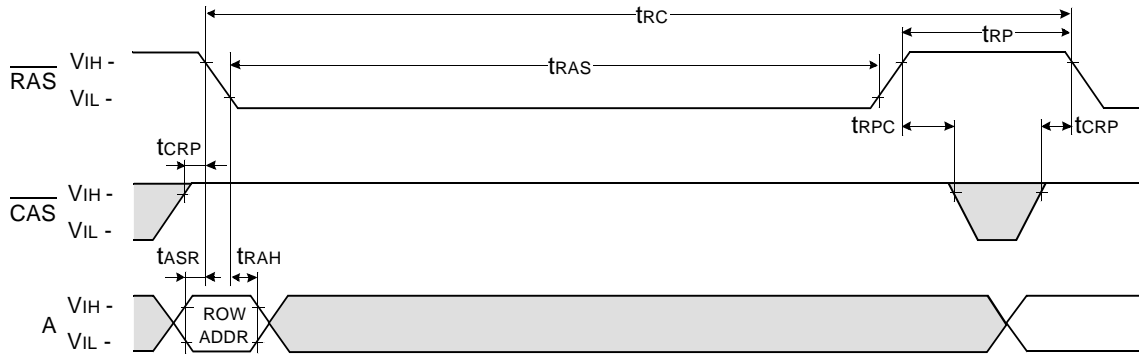 tRC
tRP
RAS VIH -
VIL -
tRAS
tRPC
tCRP
tCRP
CAS VIH -
VIL -
tASR
tRAH
A VIH -
VIL -
ROW
ADDR